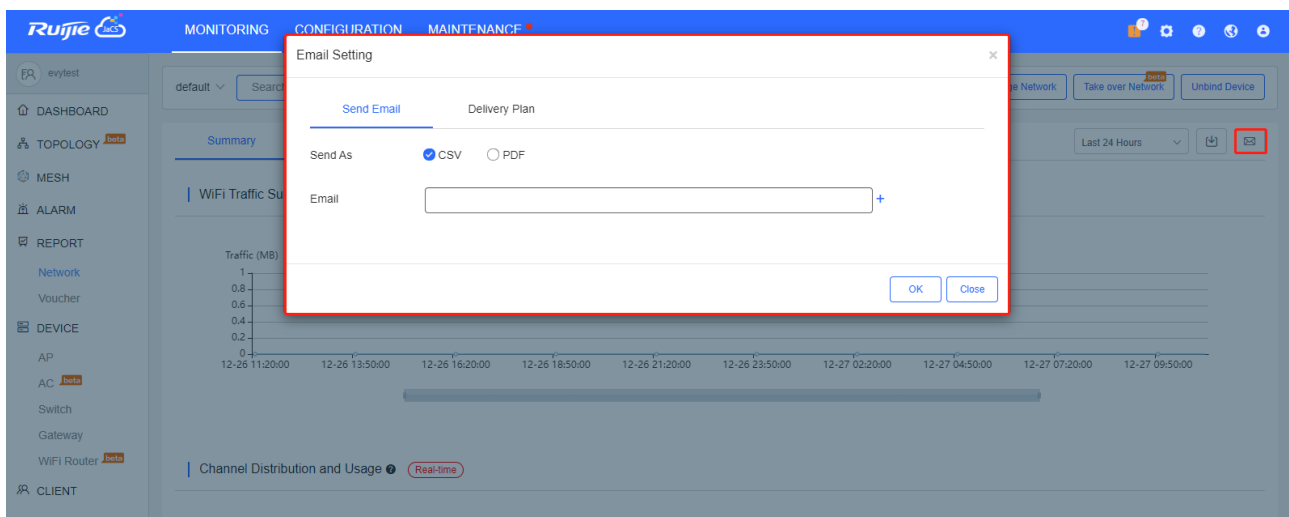 Ruijie JaCS MONITORING CONFIGURATION MAINTENANCE 7
evytest
DASHBOARD
TOPOLOGY beta
MESH
ALARM
REPORT
Network
Voucher
DEVICE
AP
AC beta
Switch
Gateway
WiFi Router beta
CLIENT
default Search Network Take over Network beta Unbind Device
Summary Last 24 Hours
Email Setting ×
Send Email Delivery Plan
Send As CSV PDF
Email +
OK Close
WiFi Traffic Su
Traffic (MB)
1
0.8
0.6
0.4
0.2
0
12-26 11:20:00 12-26 13:50:00 12-26 16:20:00 12-26 18:50:00 12-26 21:20:00 12-26 23:50:00 12-27 02:20:00 12-27 04:50:00 12-27 07:20:00 12-27 09:50:00
Channel Distribution and Usage ? Real-time